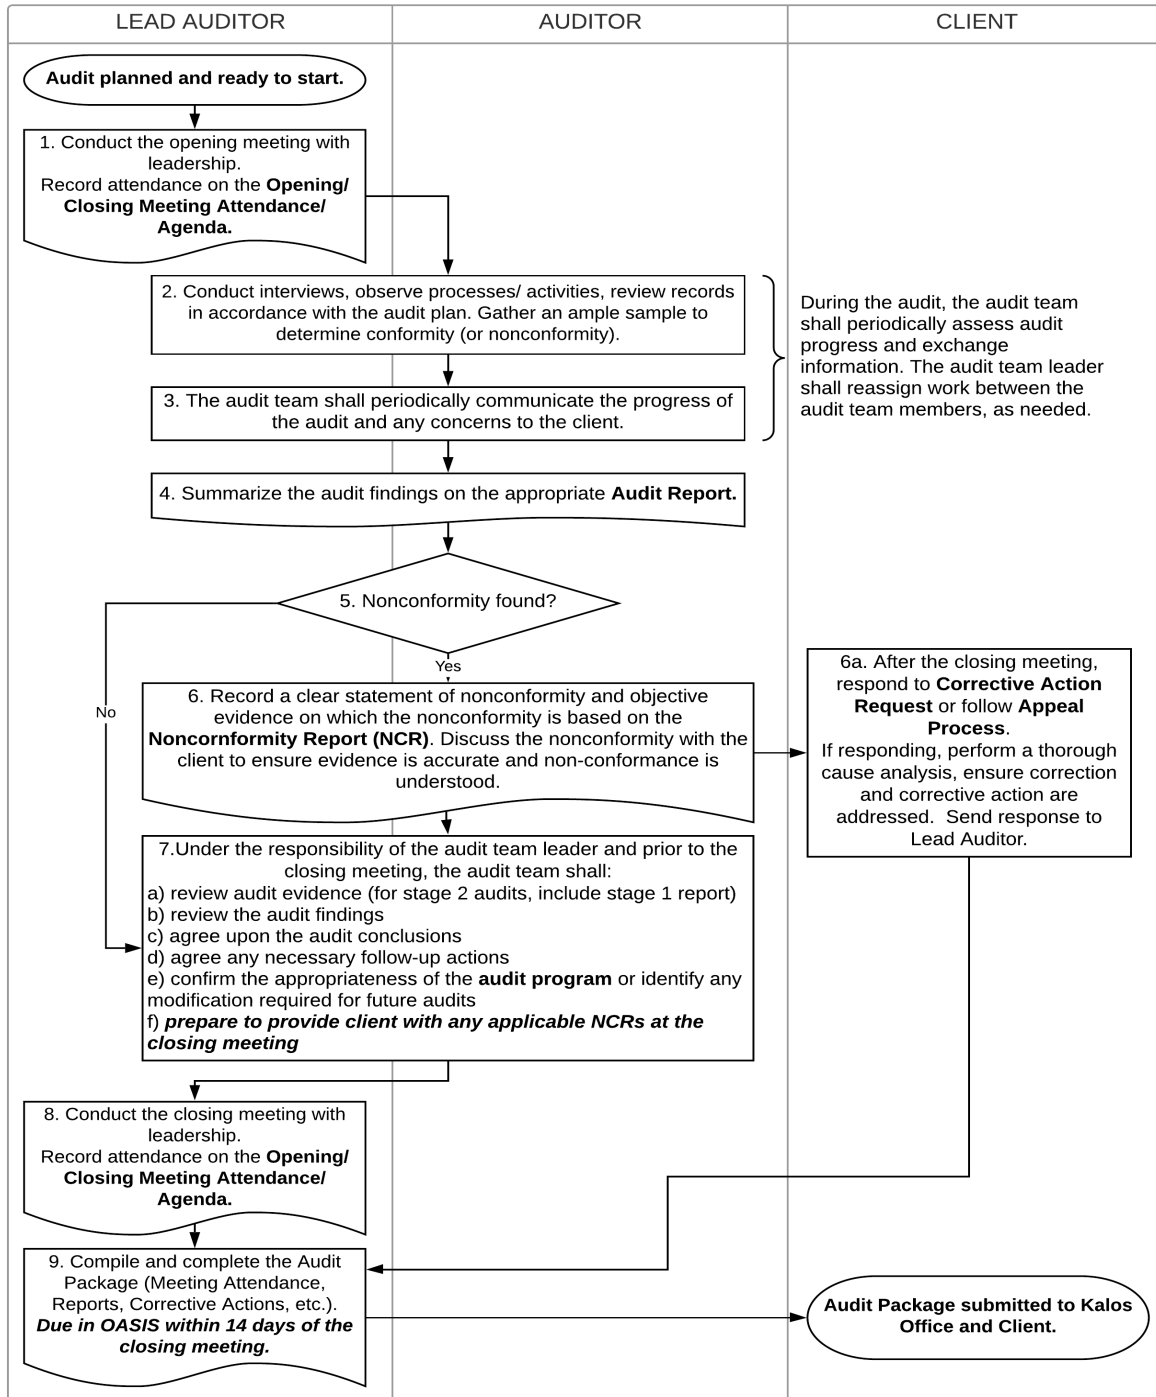 LEAD AUDITOR
AUDITOR
CLIENT
Audit planned and ready to start.
1. Conduct the opening meeting with
leadership.
Record attendance on the Opening/
Closing Meeting Attendance/
Agenda.
2. Conduct interviews, observe processes/ activities, review records
in accordance with the audit plan. Gather an ample sample to
determine conformity (or nonconformity).
During the audit, the audit team
shall periodically assess audit
progress and exchange
information. The audit team leader
shall reassign work between the
audit team members, as needed.
3. The audit team shall periodically communicate the progress of
the audit and any concerns to the client.
4. Summarize the audit findings on the appropriate Audit Report.
5. Nonconformity found?
Yes
No
6. Record a clear statement of nonconformity and objective
evidence on which the nonconformity is based on the
Noncornformity Report (NCR). Discuss the nonconformity with the
client to ensure evidence is accurate and non-conformance is
understood.
6a. After the closing meeting,
respond to Corrective Action
Request or follow Appeal
Process.
If responding, perform a thorough
cause analysis, ensure correction
and corrective action are
addressed.  Send response to
Lead Auditor.
7.Under the responsibility of the audit team leader and prior to the
closing meeting, the audit team shall:
a) review audit evidence (for stage 2 audits, include stage 1 report)
b) review the audit findings
c) agree upon the audit conclusions
d) agree any necessary follow-up actions
e) confirm the appropriateness of the audit program or identify any
modification required for future audits
f) prepare to provide client with any applicable NCRs at the
closing meeting
8. Conduct the closing meeting with
leadership.
Record attendance on the Opening/
Closing Meeting Attendance/
Agenda.
9. Compile and complete the Audit
Package (Meeting Attendance,
Reports, Corrective Actions, etc.).
Due in OASIS within 14 days of the
closing meeting.
Audit Package submitted to Kalos
Office and Client.